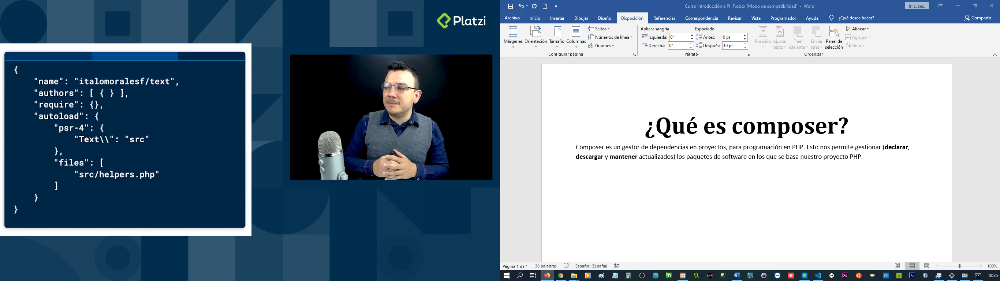 Platzi
{
"name": "italomoralesf/text",
"authors": [ { } ],
"require": {},
"autoload": {
"psr-4": {
"Text\\": "src"
},
"files": [
"src/helpers.php"
]
}
}
Curso introducción a PHP.docx [Modo de compatibilidad] - Word
Inic. ses.
Archivo Inicio Insertar Dibujar Diseño Disposición Referencias Correspondencia Revisar Vista Programador Ayuda ¿Qué desea hacer? Compartir
Márgenes Orientación Tamaño Columnas
Saltos
Números de línea
Guiones
Configurar página
Aplicar sangría Espaciado
Izquierda: 0" Antes: 0 pt
Derecha: 0" Después: 10 pt
Párrafo
Posición Ajustar texto Traer adelante Enviar atrás Panel de selección
Alinear
Agrupar
Girar
Organizar
¿Qué es composer?
Composer es un gestor de dependencias en proyectos, para programación en PHP. Esto nos permite gestionar (declarar,
descargar y mantener actualizados) los paquetes de software en los que se basa nuestro proyecto PHP.
Página 1 de 1 36 palabras Español (España) 100%
18:33